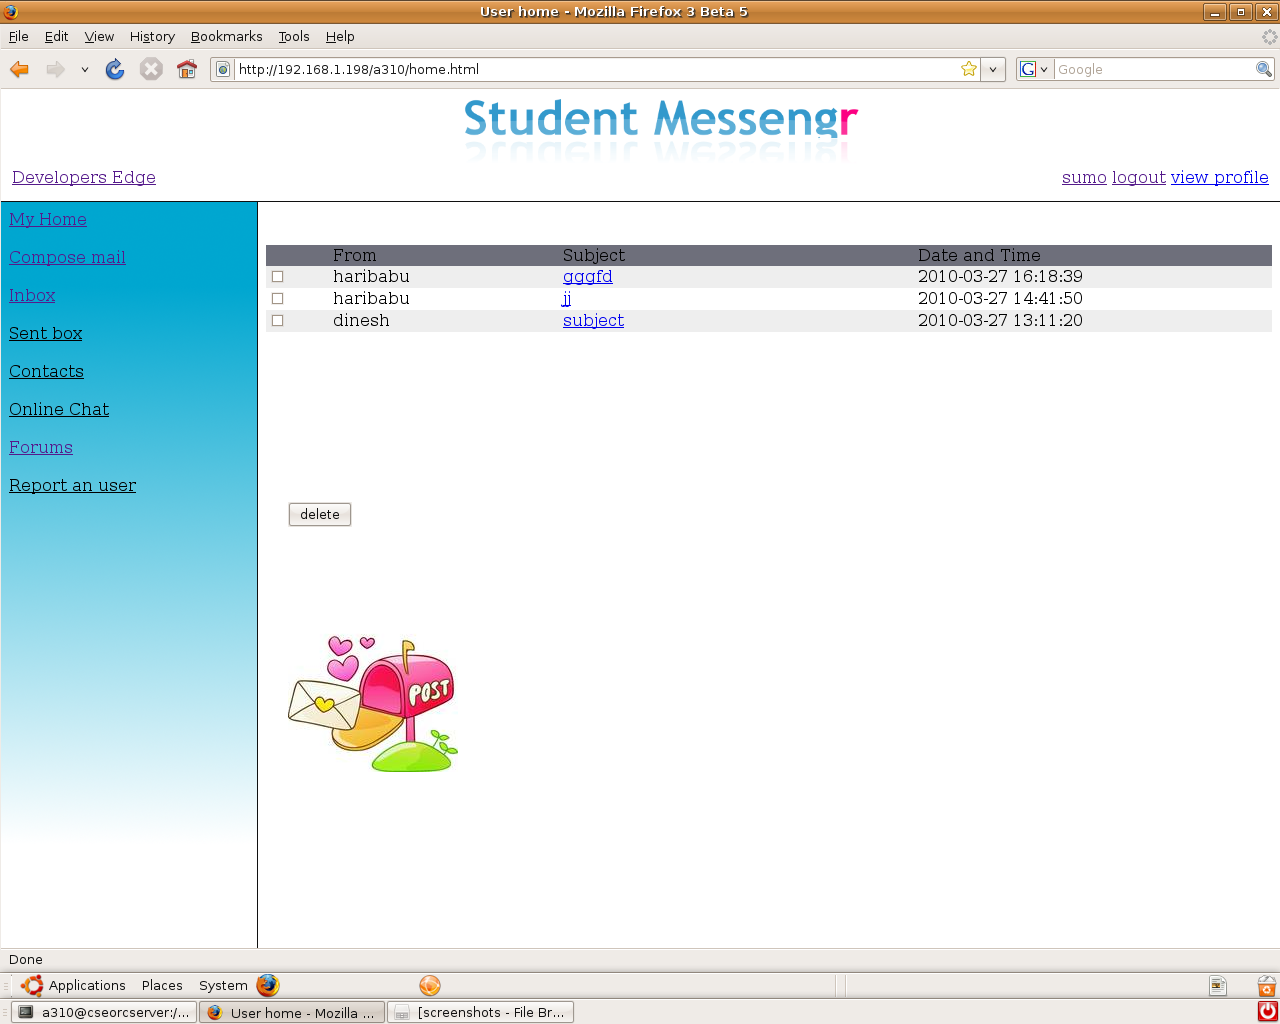 User home - Mozilla Firefox 3 Beta 5
File Edit View History Bookmarks Tools Help
http://192.168.1.198/a310/home.html
G Google
Student Messengr
Developers Edge
sumo logout view profile
My Home
Compose mail
Inbox
Sent box
Contacts
Online Chat
Forums
Report an user
From Subject Date and Time
haribabu gggfd 2010-03-27 16:18:39
haribabu jj 2010-03-27 14:41:50
dinesh subject 2010-03-27 13:11:20
delete
POST
Done
Applications Places System
a310@cseorcserver:/... User home - Mozilla ... [screenshots - File Br...